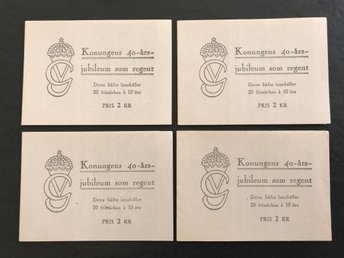 Konungens 40-års-
jubileum som regent
Detta häfte innehåller
20 frimärken à 10 öre
PRIS 2 KR
Konungens 40-års-
jubileum som regent
Detta häfte innehåller
20 frimärken à 10 öre
PRIS 2 KR
Konungens 40-års-
jubileum som regent
Detta häfte innehåller
20 frimärken à 10 öre
PRIS 2 KR
Konungens 40-års-
jubileum som regent
Detta häfte innehåller
20 frimärken à 10 öre
PRIS 2 KR